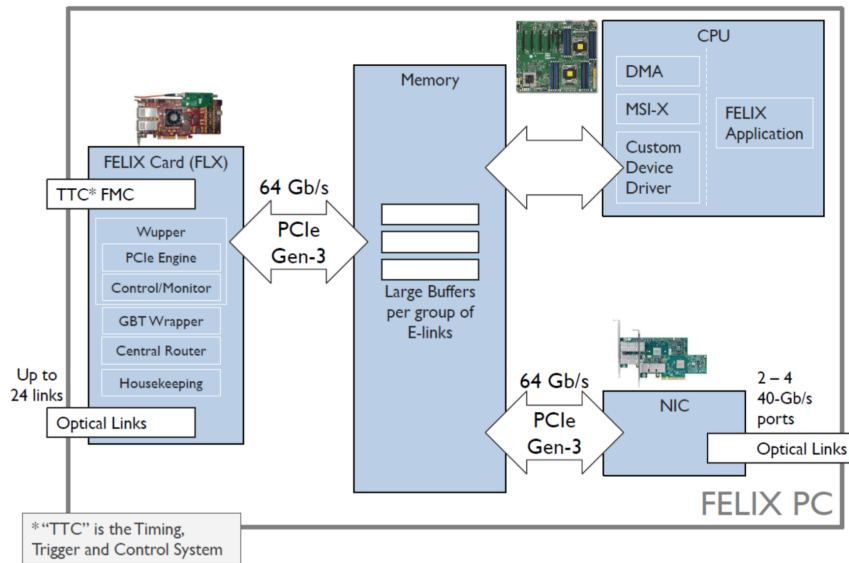 FELIX Card (FLX)
TTC* FMC
Wupper
PCIe Engine
Control/Monitor
GBT Wrapper
Central Router
Housekeeping
Up to
24 links
Optical Links
64 Gb/s
PCIe
Gen-3
Memory
Large Buffers
per group of
E-links
CPU
DMA
MSI-X
Custom
Device
Driver
FELIX
Application
64 Gb/s
PCIe
Gen-3
NIC
2 – 4
40-Gb/s
ports
Optical Links
FELIX PC
* "TTC" is the Timing,
Trigger and Control System